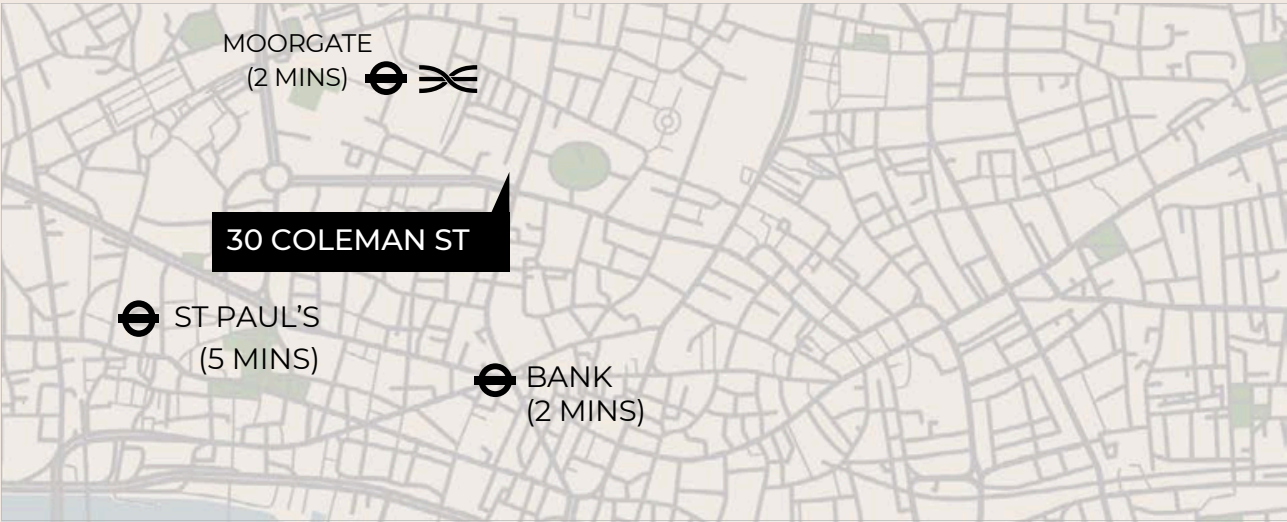 MOORGATE
(2 MINS)
30 COLEMAN ST
ST PAUL’S
(5 MINS)
BANK
(2 MINS)